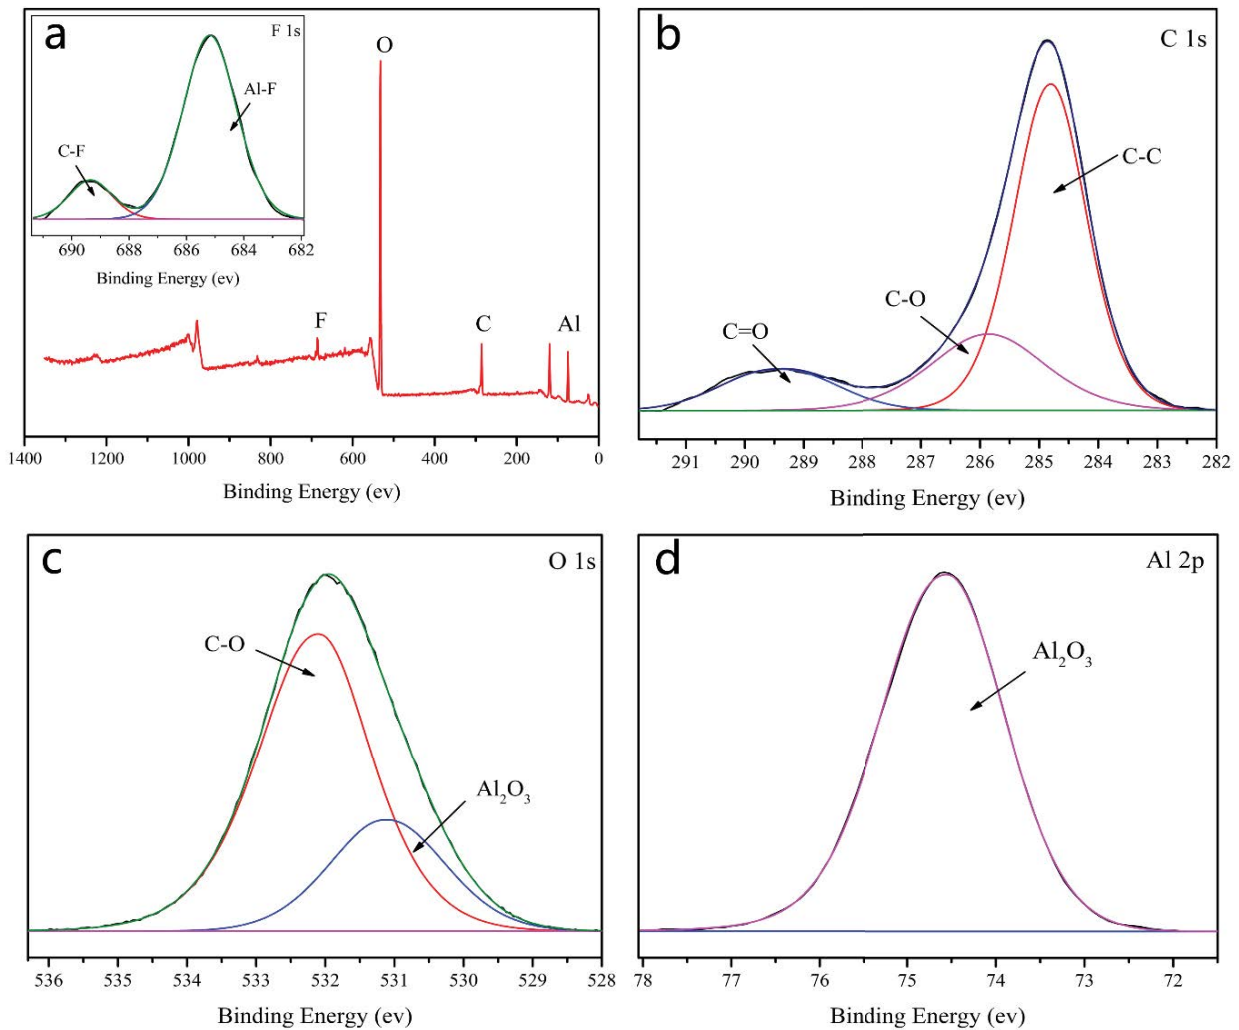 a
F 1s
Al-F
C-F
690 688 686 684 682
Binding Energy (ev)
O
F
C
Al
1400 1200 1000 800 600 400 200 0
Binding Energy (ev)
b
C 1s
C-C
C-O
C=O
291 290 289 288 287 286 285 284 283 282
Binding Energy (ev)
c
O 1s
C-O
Al₂O₃
536 535 534 533 532 531 530 529 528
Binding Energy (ev)
d
Al 2p
Al₂O₃
78 77 76 75 74 73 72
Binding Energy (ev)